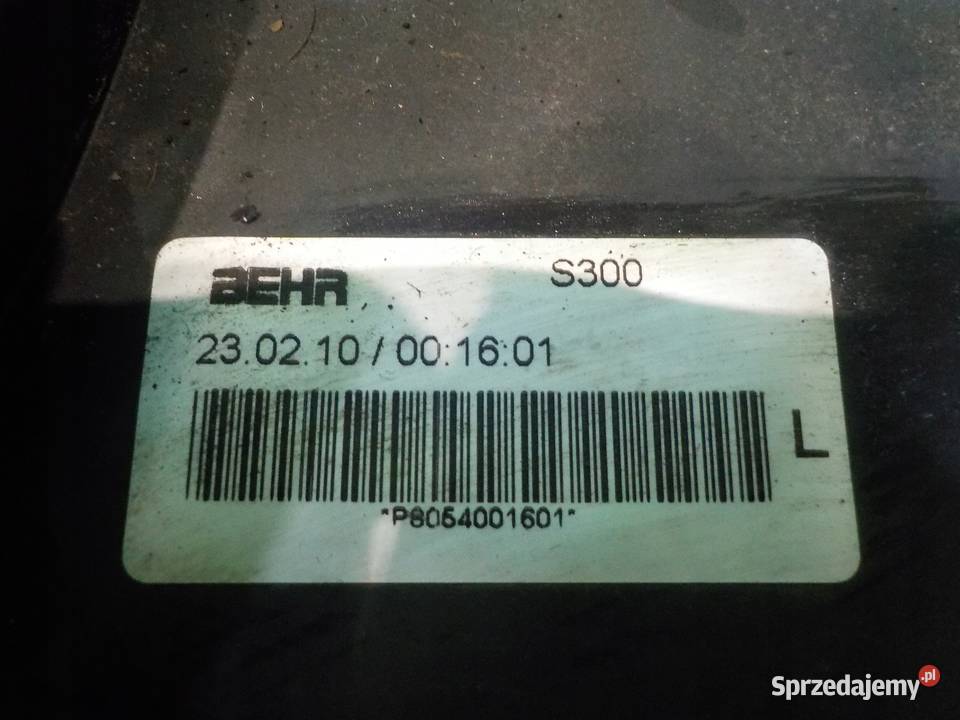 BEHR S300
23.02.10 / 00:16:01
L
*P8054001601*
Sprzedajemy.pl